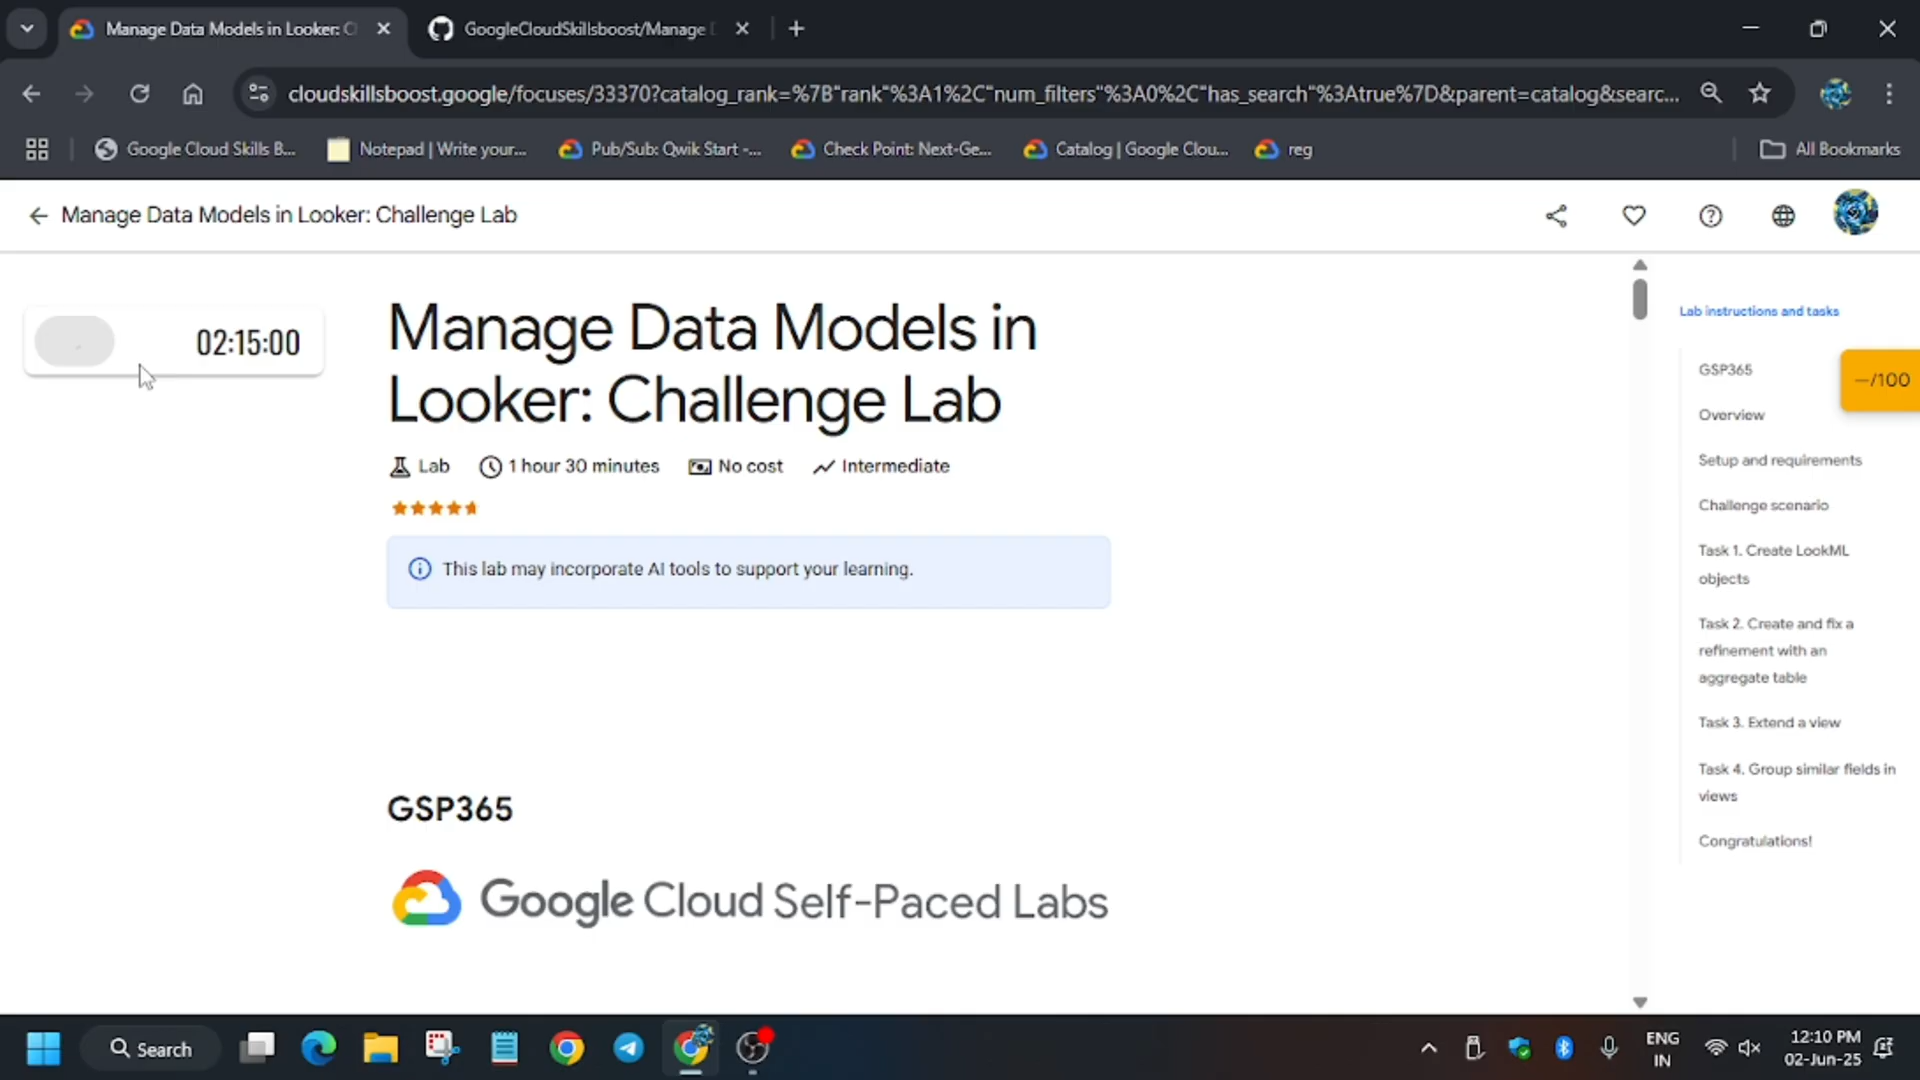 Manage Data Models in Looker: C
GoogleCloudSkillsboost/Manage
cloudskillsboost.google/focuses/33370?catalog_rank=%7B"rank"%3A1%2C"num_filters"%3A0%2C"has_search"%3Atrue%7D&parent=catalog&searc...
Google Cloud Skills B...
Notepad | Write your...
Pub/Sub: Qwik Start -...
Check Point: Next-Ge...
Catalog | Google Clou...
reg
All Bookmarks
Manage Data Models in Looker: Challenge Lab
02:15:00
Manage Data Models in
Looker: Challenge Lab
Lab
1 hour 30 minutes
No cost
Intermediate
This lab may incorporate AI tools to support your learning.
GSP365
Google Cloud Self-Paced Labs
Lab instructions and tasks
GSP365
—/100
Overview
Setup and requirements
Challenge scenario
Task 1. Create LookML
objects
Task 2. Create and fix a
refinement with an
aggregate table
Task 3. Extend a view
Task 4. Group similar fields in
views
Congratulations!
Search
ENG
IN
12:10 PM
02-Jun-25